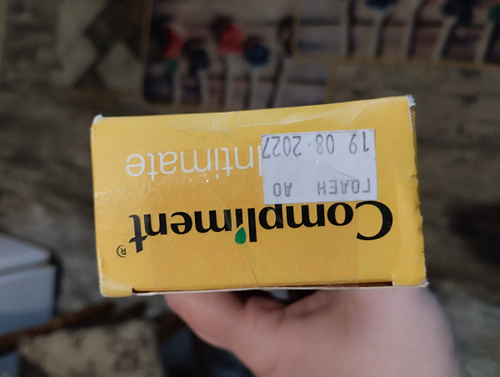 Compliment®
ГОДЕН ДО
19 08.2027
Intimate